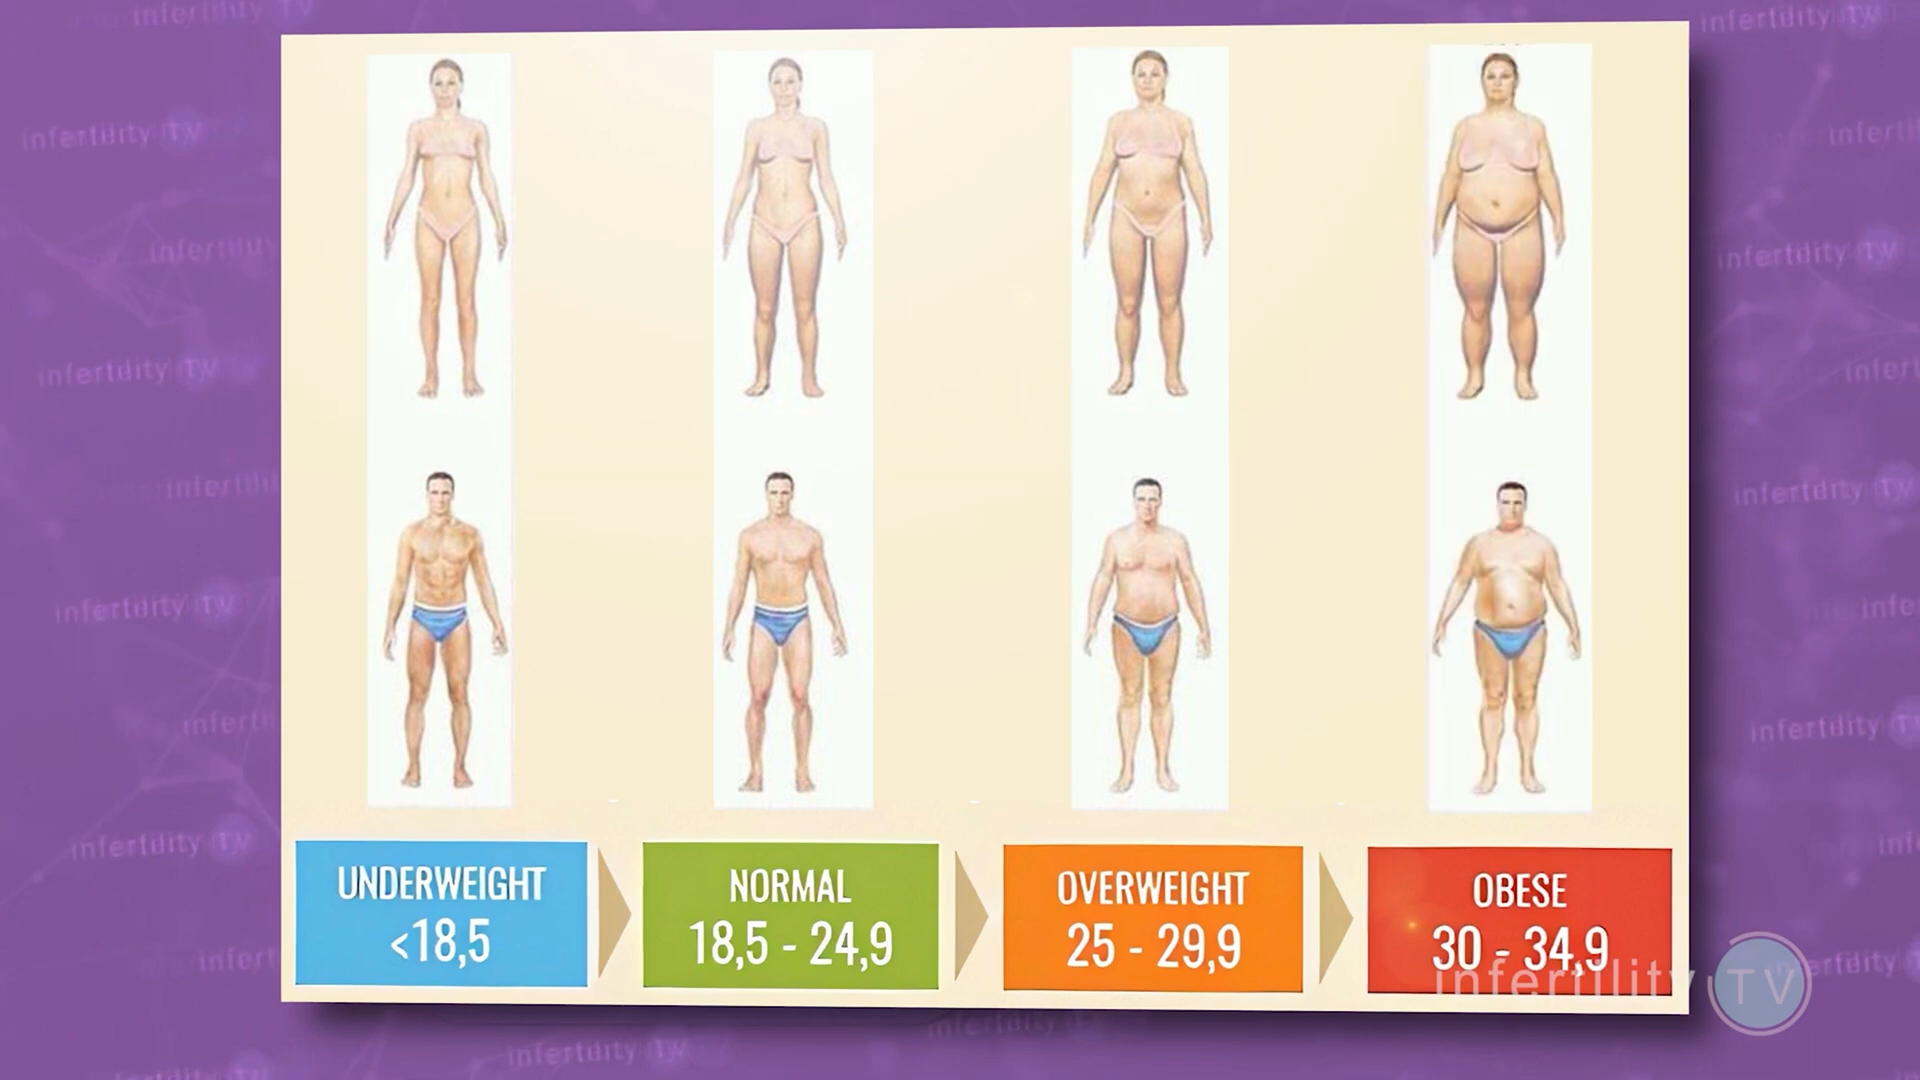 UNDERWEIGHT
<18,5
NORMAL
18,5 - 24,9
OVERWEIGHT
25 - 29,9
OBESE
30 - 34,9
infertility TV